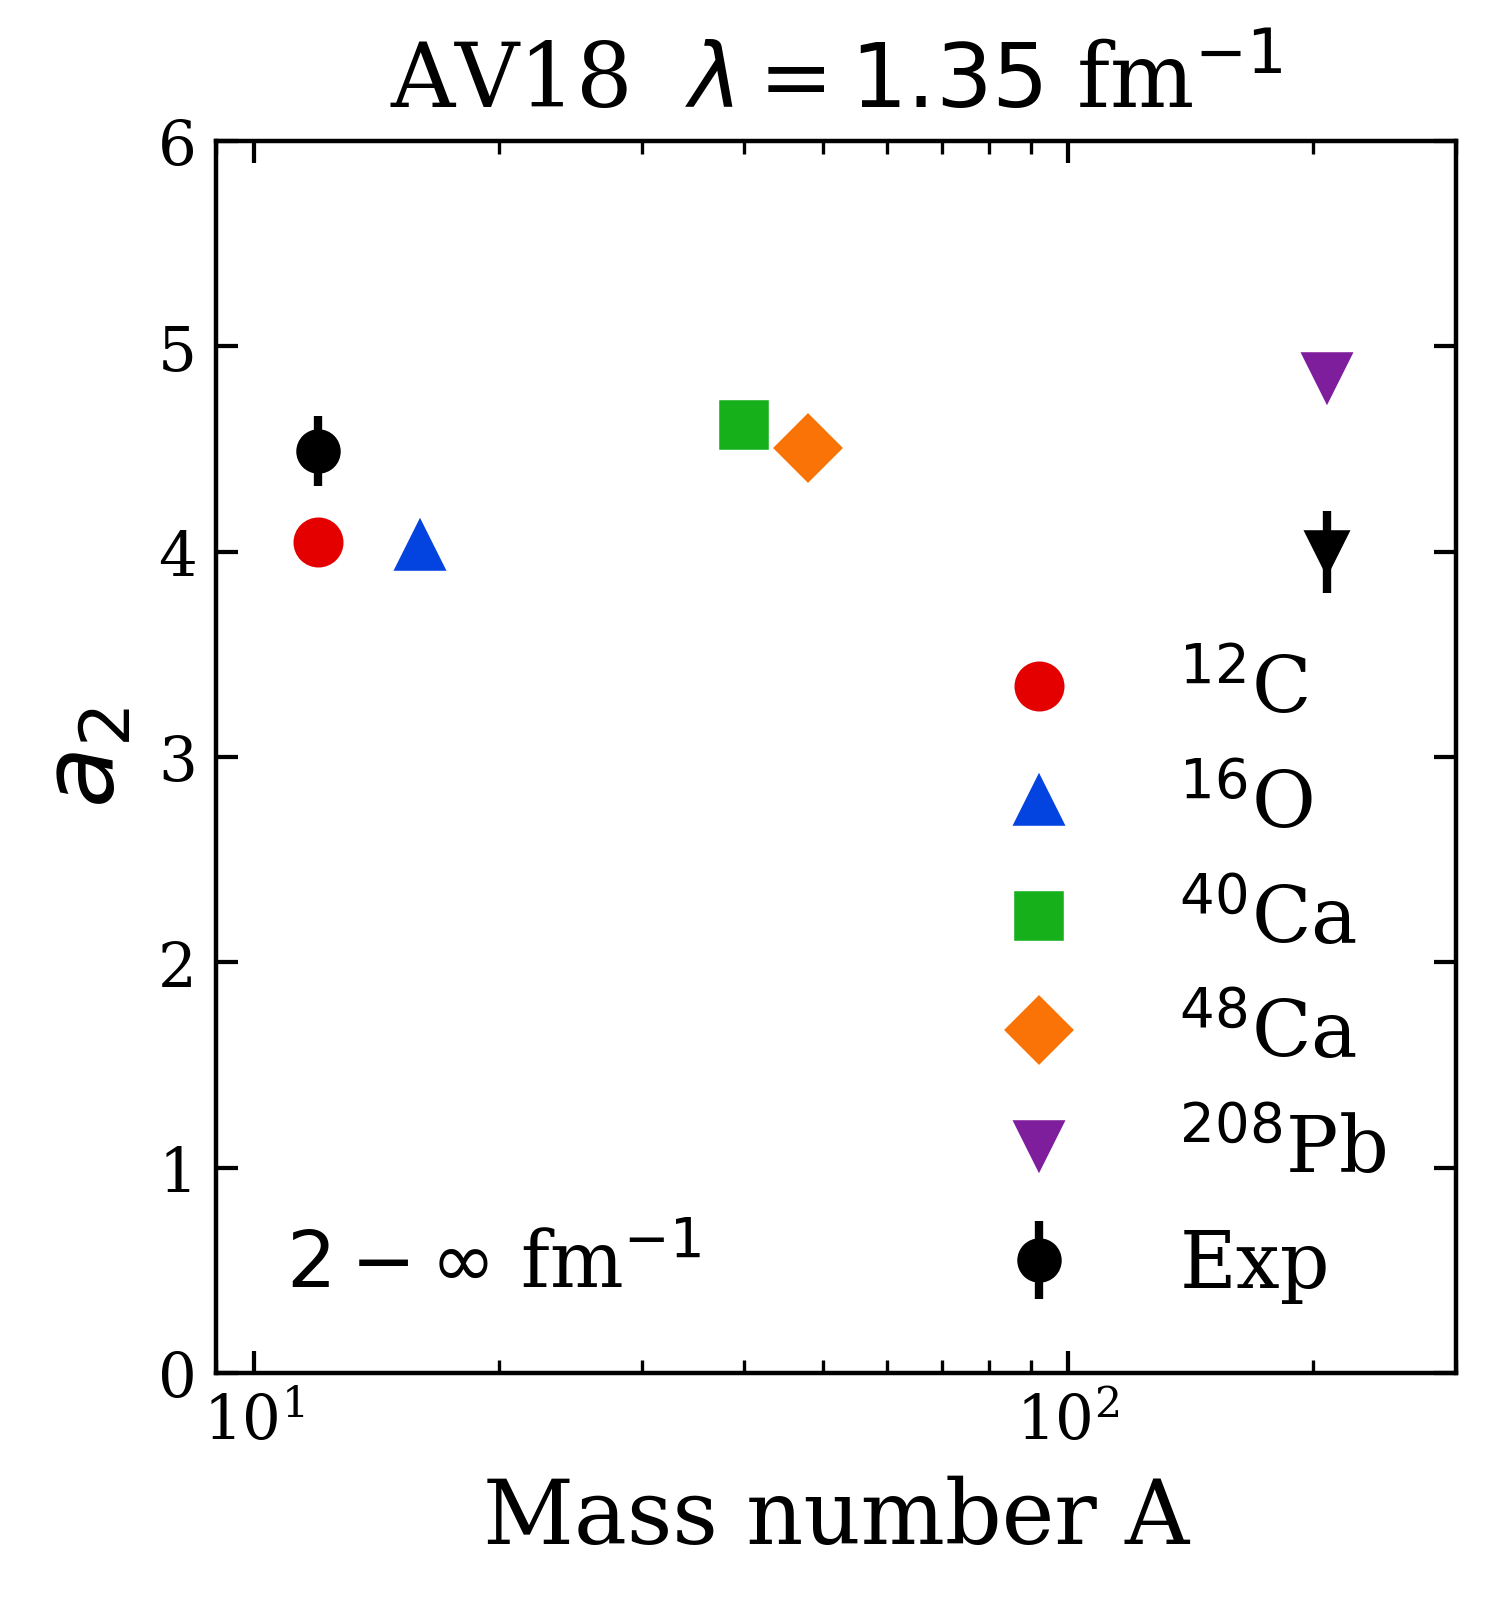 AV18 λ = 1.35 fm⁻¹
6
5
4
3
2
1
0
a₂
¹²C
¹⁶O
⁴⁰Ca
⁴⁸Ca
²⁰⁸Pb
Exp
2 − ∞ fm⁻¹
10¹ 10²
Mass number A